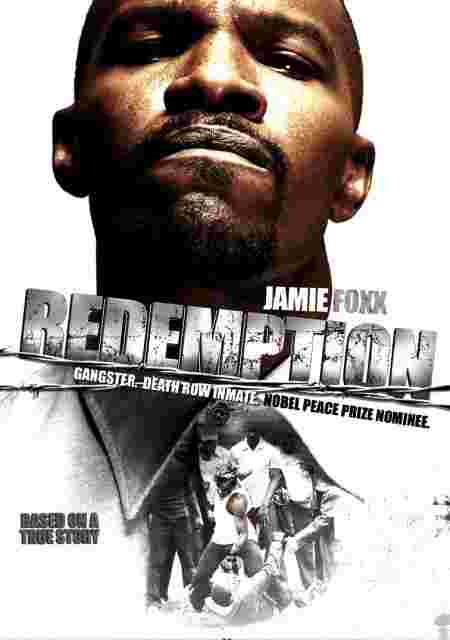 JAMIE FOXX
REDEMPTION
GANGSTER. DEATH ROW INMATE. NOBEL PEACE PRIZE NOMINEE.
BASED ON A
TRUE STORY